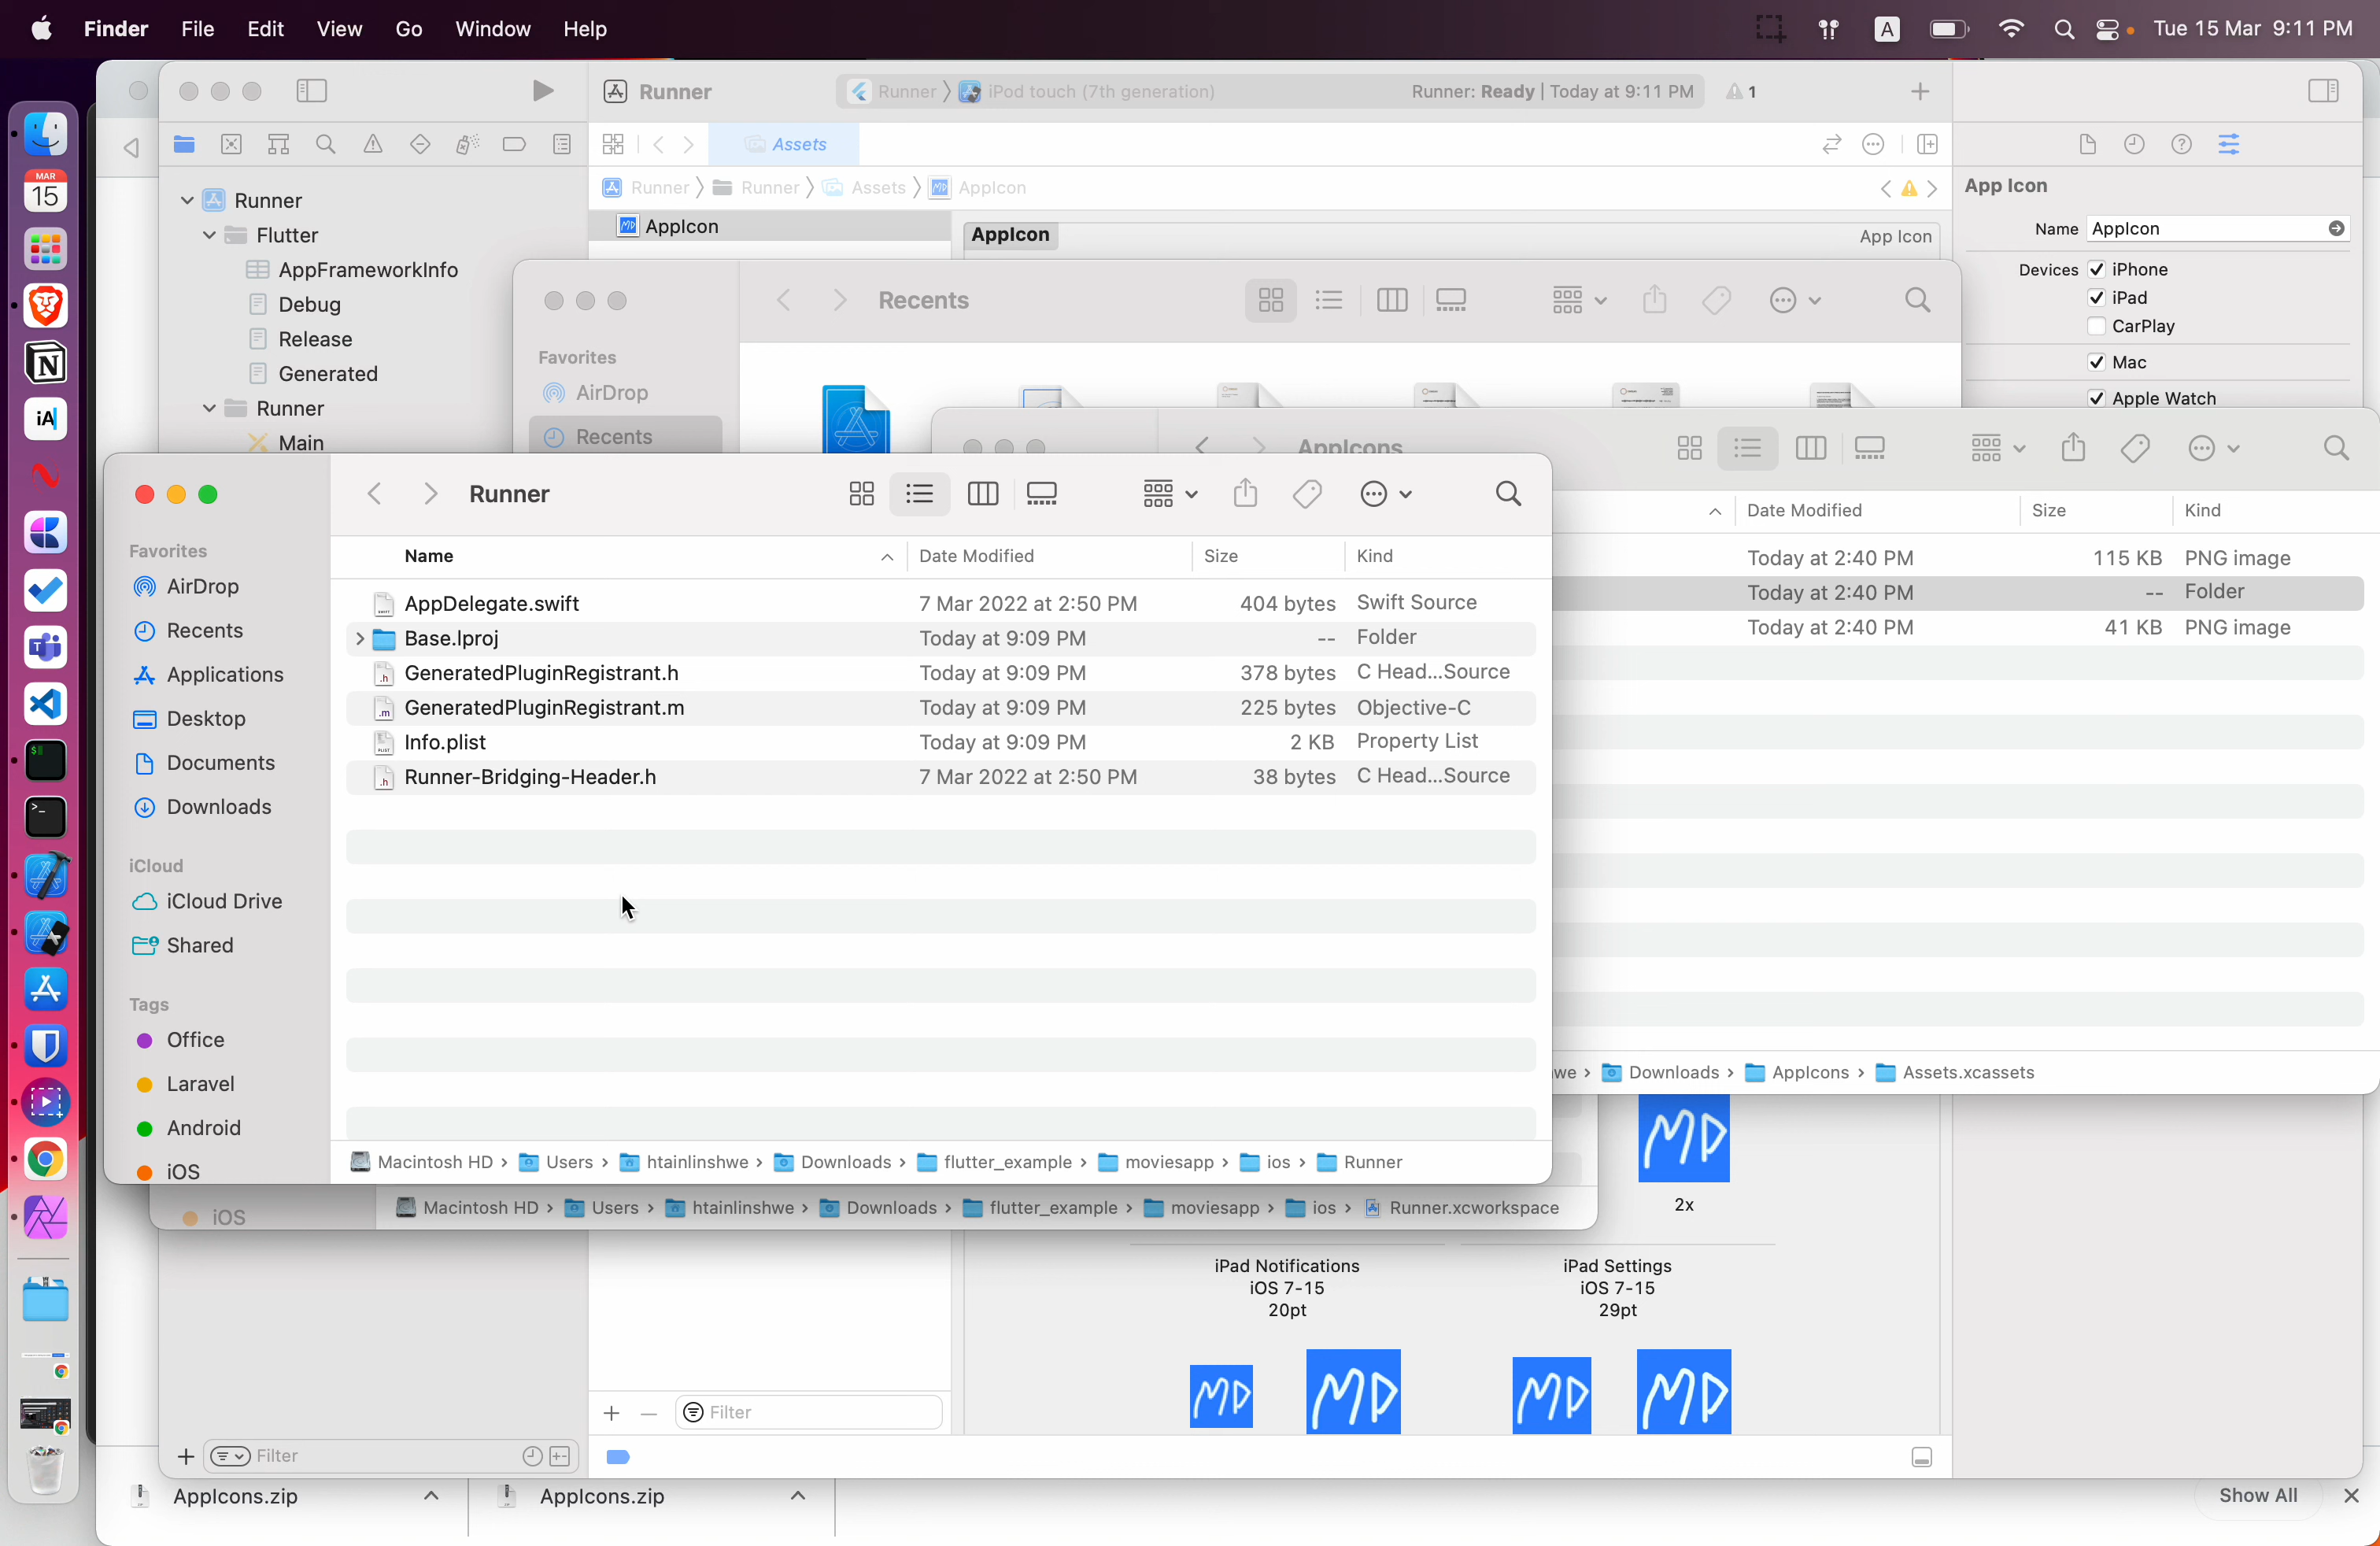 Finder File Edit View Go Window Help
A
Tue 15 Mar 9:11 PM
Runner
Runner
iPod touch (7th generation)
Runner: Ready | Today at 9:11 PM
1
Assets
Runner
Runner
Assets
AppIcon
Runner
Flutter
AppFrameworkInfo
Debug
Release
Generated
Runner
Main
AppIcon
AppIcon
App Icon
App Icon
Name AppIcon
Devices iPhone
iPad
CarPlay
Mac
Apple Watch
Recents
Favorites
AirDrop
Recents
AppIcons
Date Modified Size Kind
Today at 2:40 PM 115 KB PNG image
Today at 2:40 PM -- Folder
Today at 2:40 PM 41 KB PNG image
Downloads › AppIcons › Assets.xcassets
Runner
Favorites
AirDrop
Recents
Applications
Desktop
Documents
Downloads
iCloud
iCloud Drive
Shared
Tags
Office
Laravel
Android
iOS
Name Date Modified Size Kind
AppDelegate.swift 7 Mar 2022 at 2:50 PM 404 bytes Swift Source
Base.lproj Today at 9:09 PM -- Folder
GeneratedPluginRegistrant.h Today at 9:09 PM 378 bytes C Head...Source
GeneratedPluginRegistrant.m Today at 9:09 PM 225 bytes Objective-C
Info.plist Today at 9:09 PM 2 KB Property List
Runner-Bridging-Header.h 7 Mar 2022 at 2:50 PM 38 bytes C Head...Source
Macintosh HD › Users › htainlinshwe › Downloads › flutter_example › moviesapp › ios › Runner
iOS
Macintosh HD › Users › htainlinshwe › Downloads › flutter_example › moviesapp › ios › Runner.xcworkspace
MD
2x
iPad Notifications
iOS 7-15
20pt
iPad Settings
iOS 7-15
29pt
MD MD MD MD
Filter
Filter
AppIcons.zip
AppIcons.zip
Show All
MAR
15
iA